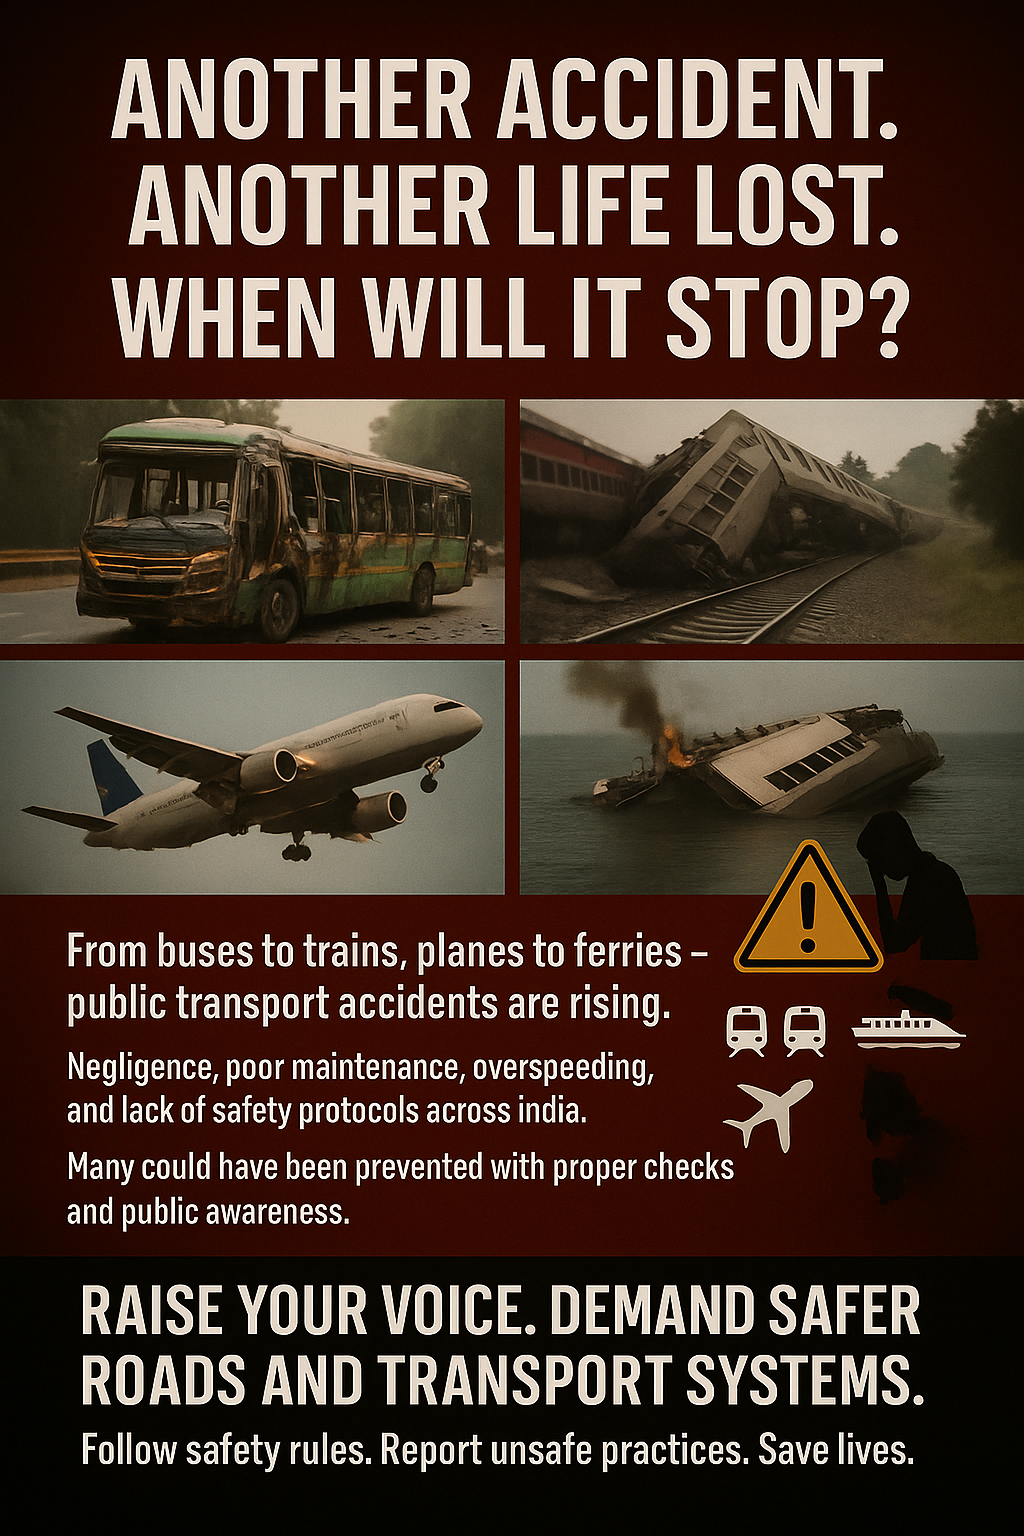 ANOTHER ACCIDENT.
ANOTHER LIFE LOST.
WHEN WILL IT STOP?
From buses to trains, planes to ferries –
public transport accidents are rising.
Negligence, poor maintenance, overspeeding,
and lack of safety protocols across india.
Many could have been prevented with proper checks
and public awareness.
RAISE YOUR VOICE. DEMAND SAFER
ROADS AND TRANSPORT SYSTEMS.
Follow safety rules. Report unsafe practices. Save lives.